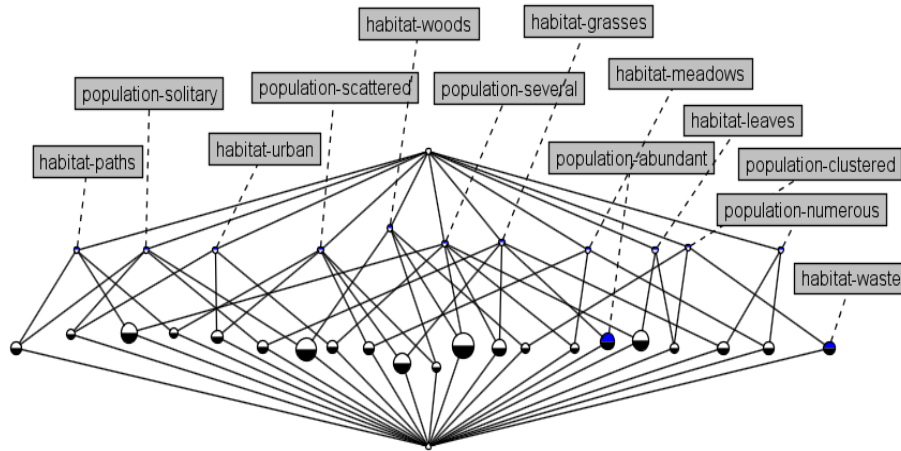 habitat-woods
habitat-grasses
population-solitary
population-scattered
population-several
habitat-meadows
habitat-leaves
habitat-paths
habitat-urban
population-abundant
population-clustered
population-numerous
habitat-waste